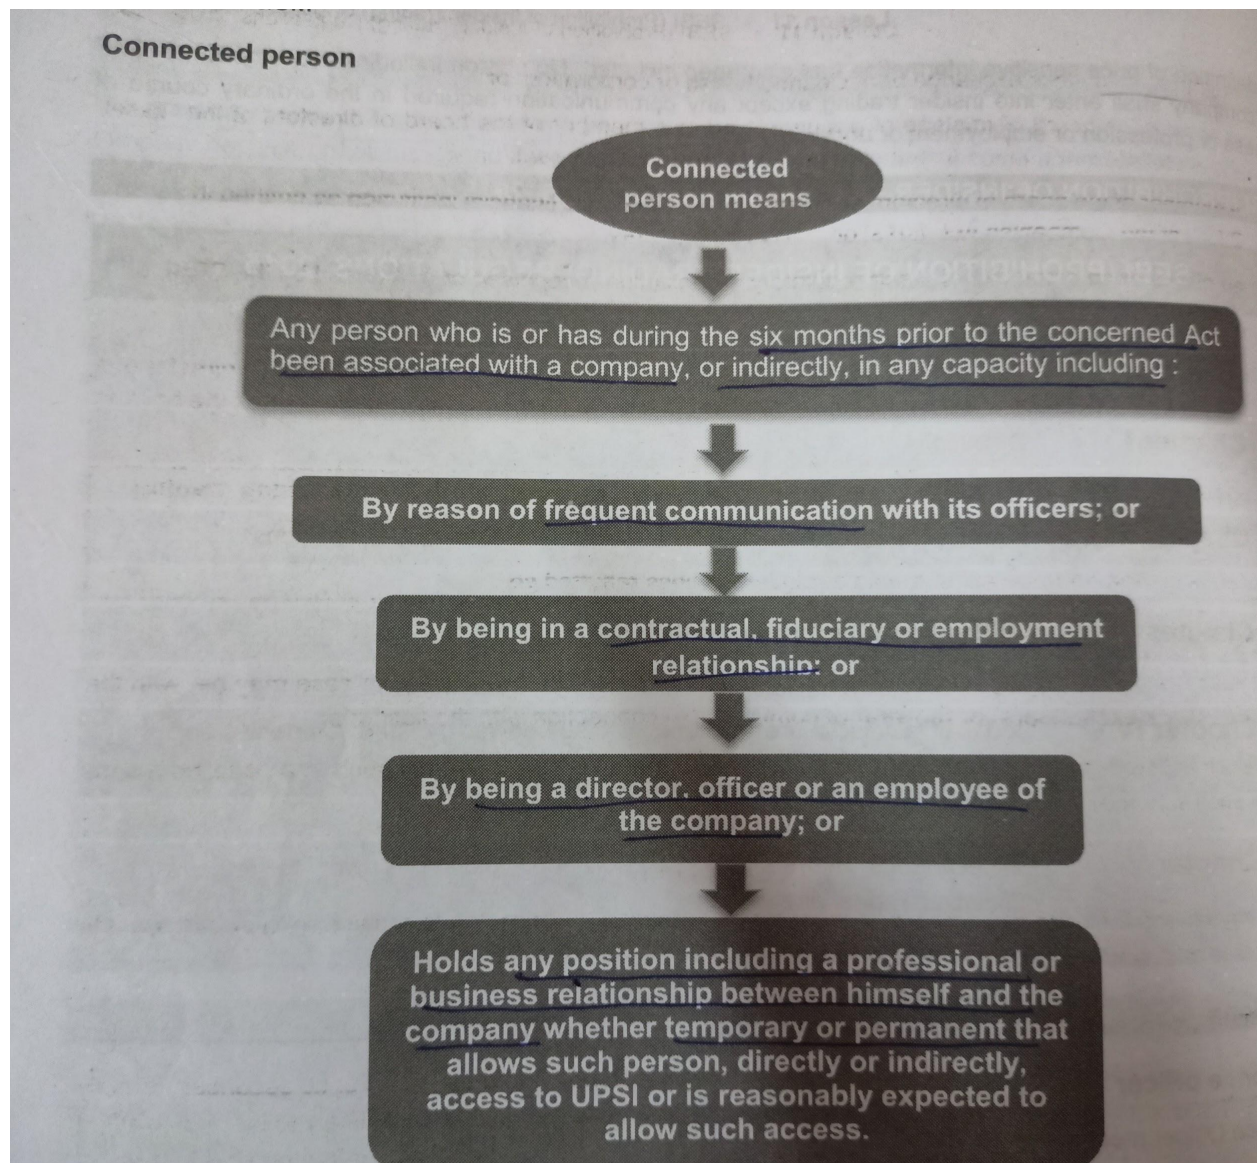 Connected person
Connected
person means
Any person who is or has during the six months prior to the concerned Act
been associated with a company, or indirectly, in any capacity including :
By reason of frequent communication with its officers; or
By being in a contractual, fiduciary or employment
relationship: or
By being a director, officer or an employee of
the company; or
Holds any position including a professional or
business relationship between himself and the
company whether temporary or permanent that
allows such person, directly or indirectly,
access to UPSI or is reasonably expected to
allow such access.